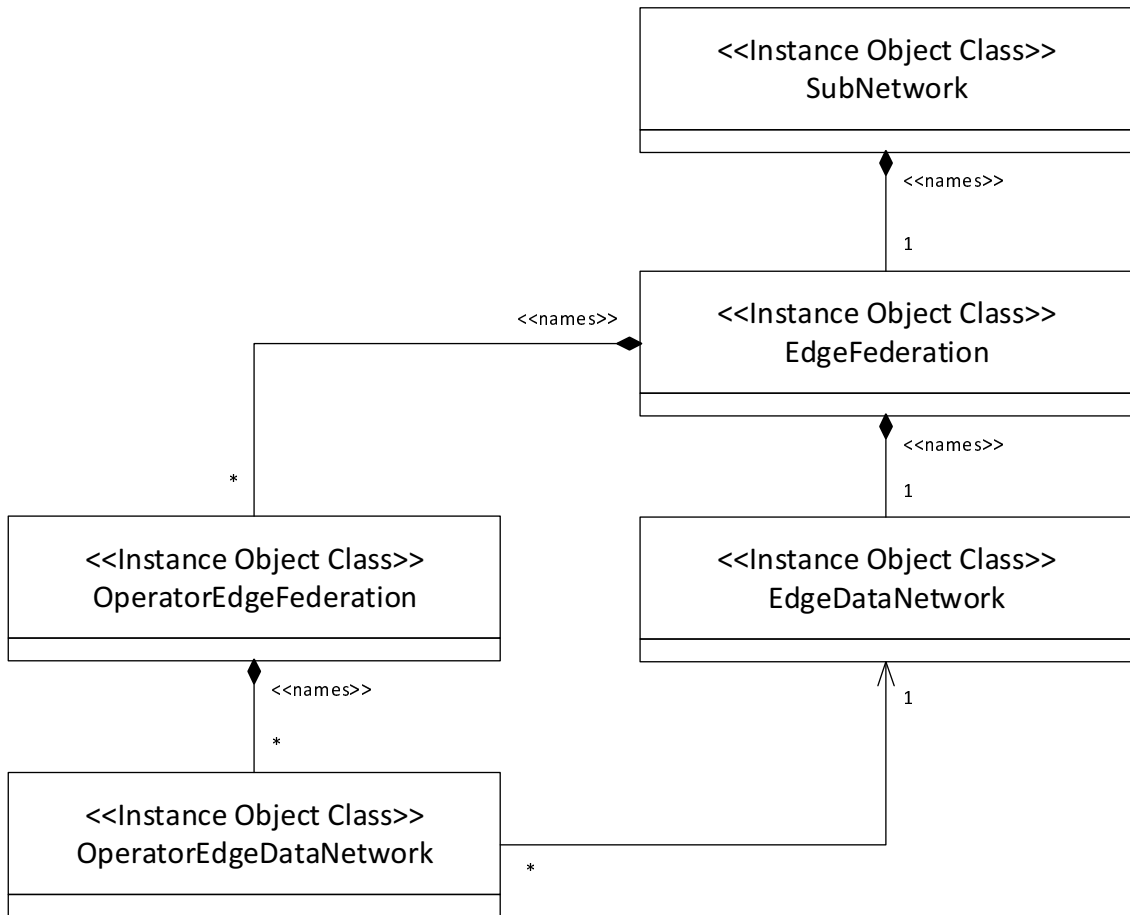 <<Instance Object Class>>
SubNetwork
<<names>>
1
<<Instance Object Class>>
EdgeFederation
<<names>>
<<names>>
*
1
<<Instance Object Class>>
OperatorEdgeFederation
<<Instance Object Class>>
EdgeDataNetwork
<<names>>
1
*
<<Instance Object Class>>
OperatorEdgeDataNetwork
*